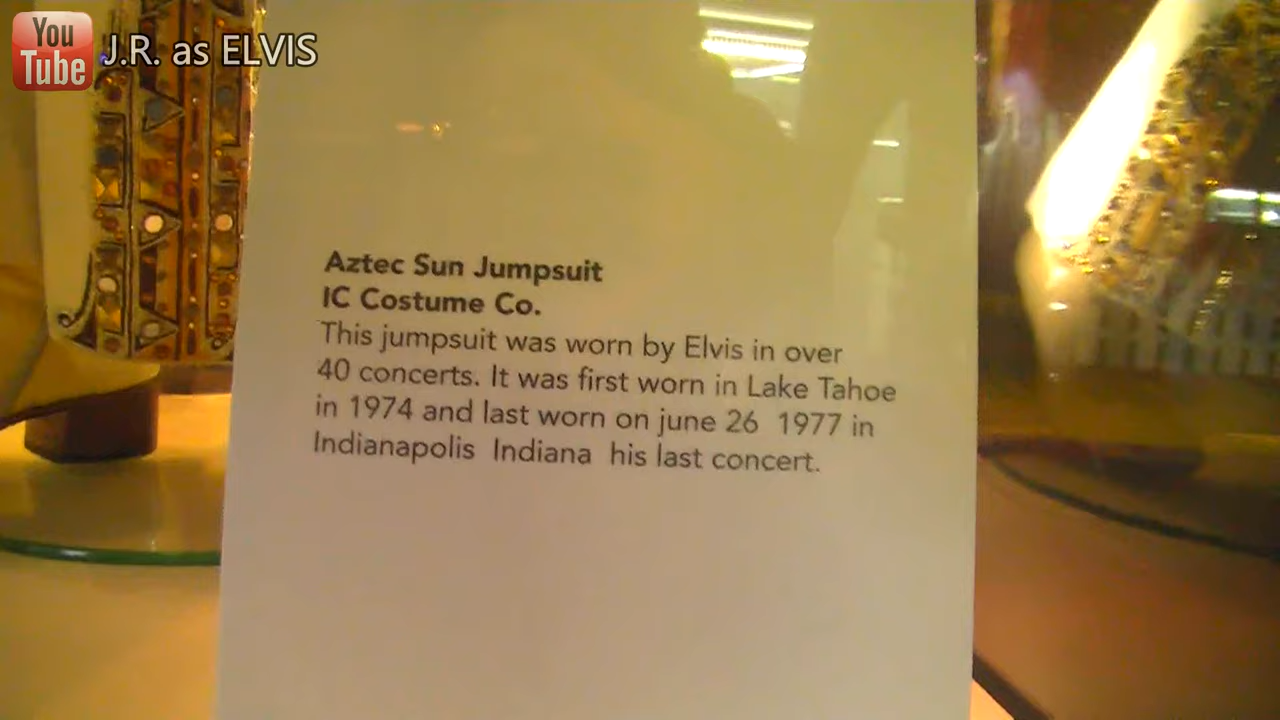 You
Tube
J.R. as ELVIS
Aztec Sun Jumpsuit
IC Costume Co.
This jumpsuit was worn by Elvis in over
40 concerts. It was first worn in Lake Tahoe
in 1974 and last worn on june 26  1977 in
Indianapolis  Indiana  his last concert.